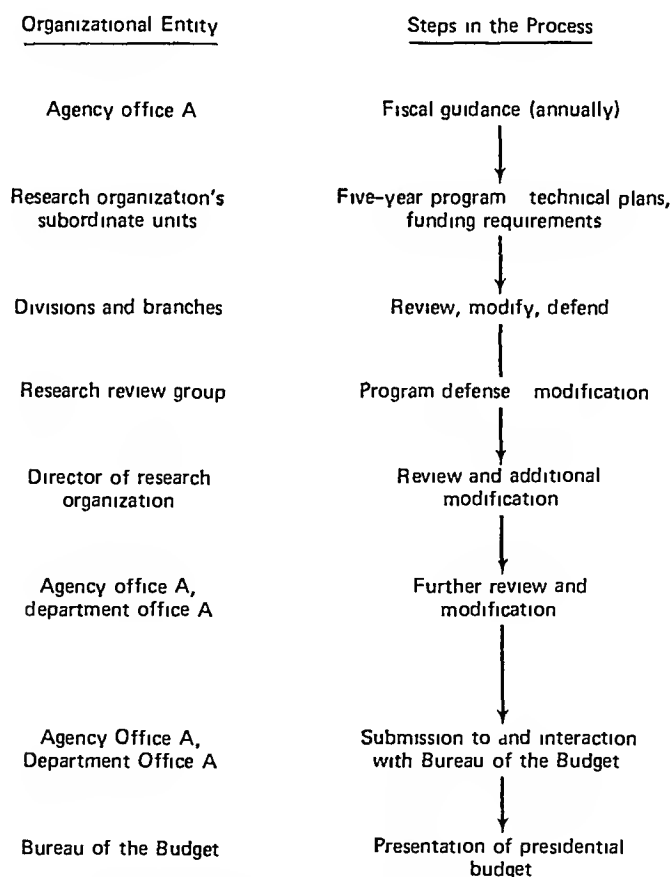 Organizational Entity
Steps in the Process
Agency office A
Fiscal guidance (annually)
Research organization's
subordinate units
Five-year program technical plans,
funding requirements
Divisions and branches
Review, modify, defend
Research review group
Program defense modification
Director of research
organization
Review and additional
modification
Agency office A,
department office A
Further review and
modification
Agency Office A,
Department Office A
Submission to and interaction
with Bureau of the Budget
Bureau of the Budget
Presentation of presidential
budget